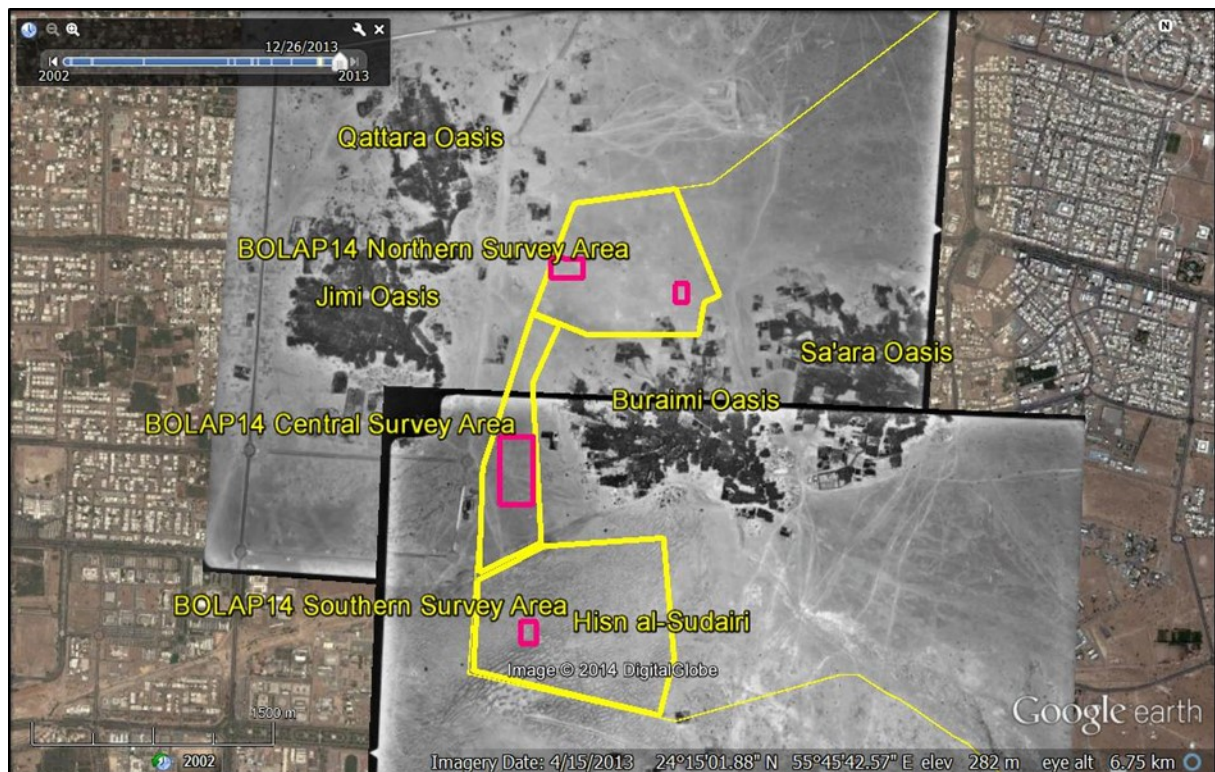 12/26/2013
2002
2013
N
Qattara Oasis
BOLAP14 Northern Survey Area
Jimi Oasis
Sa'ara Oasis
Buraimi Oasis
BOLAP14 Central Survey Area
BOLAP14 Southern Survey Area
Hisn al-Sudairi
Image © 2014 DigitalGlobe
1500 m
Google earth
2002
Imagery Date: 4/15/2013 24°15'01.88" N 55°45'42.57" E elev 282 m eye alt 6.75 km